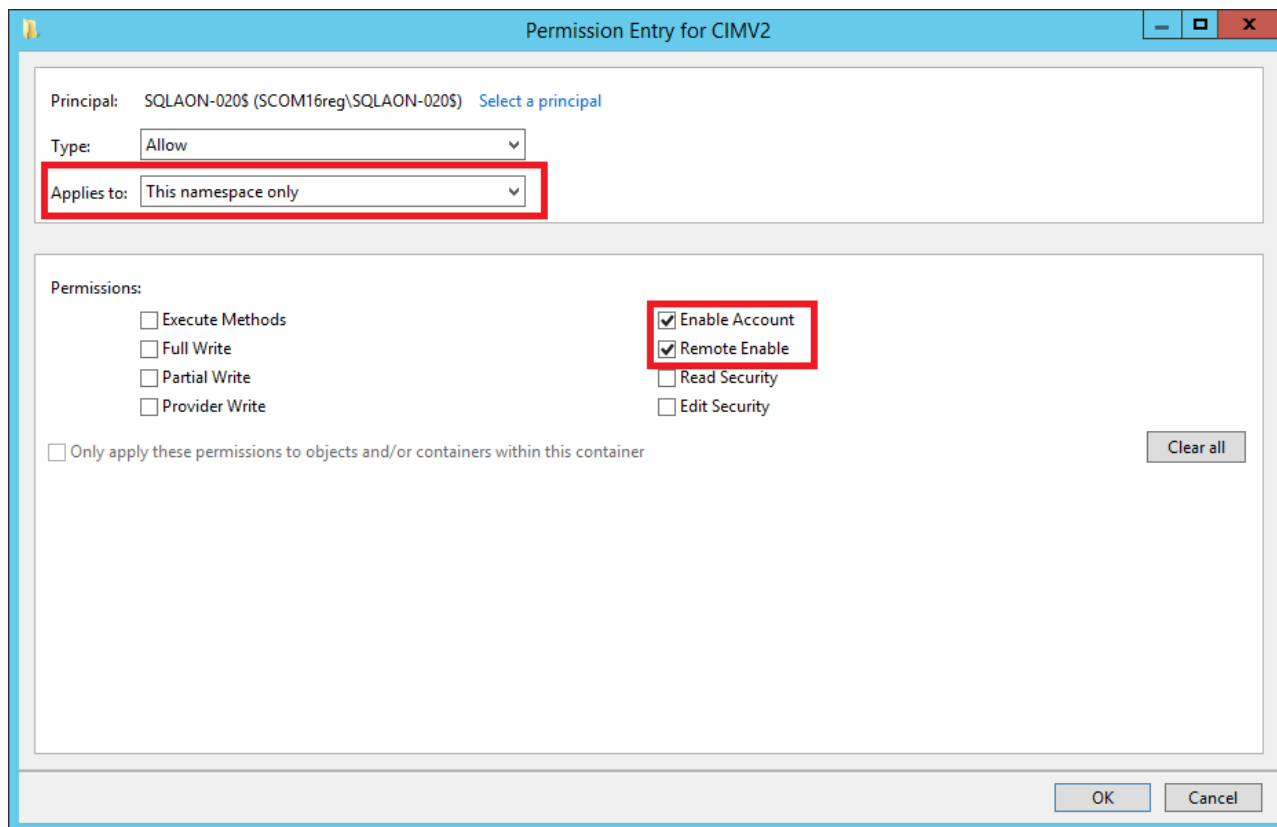 Permission Entry for CIMV2
Principal: SQLAON-020$ (SCOM16reg\SQLAON-020$) Select a principal
Type: Allow
Applies to: This namespace only
Permissions:
Execute Methods Enable Account
Full Write Remote Enable
Partial Write Read Security
Provider Write Edit Security
Only apply these permissions to objects and/or containers within this container Clear all
OK Cancel